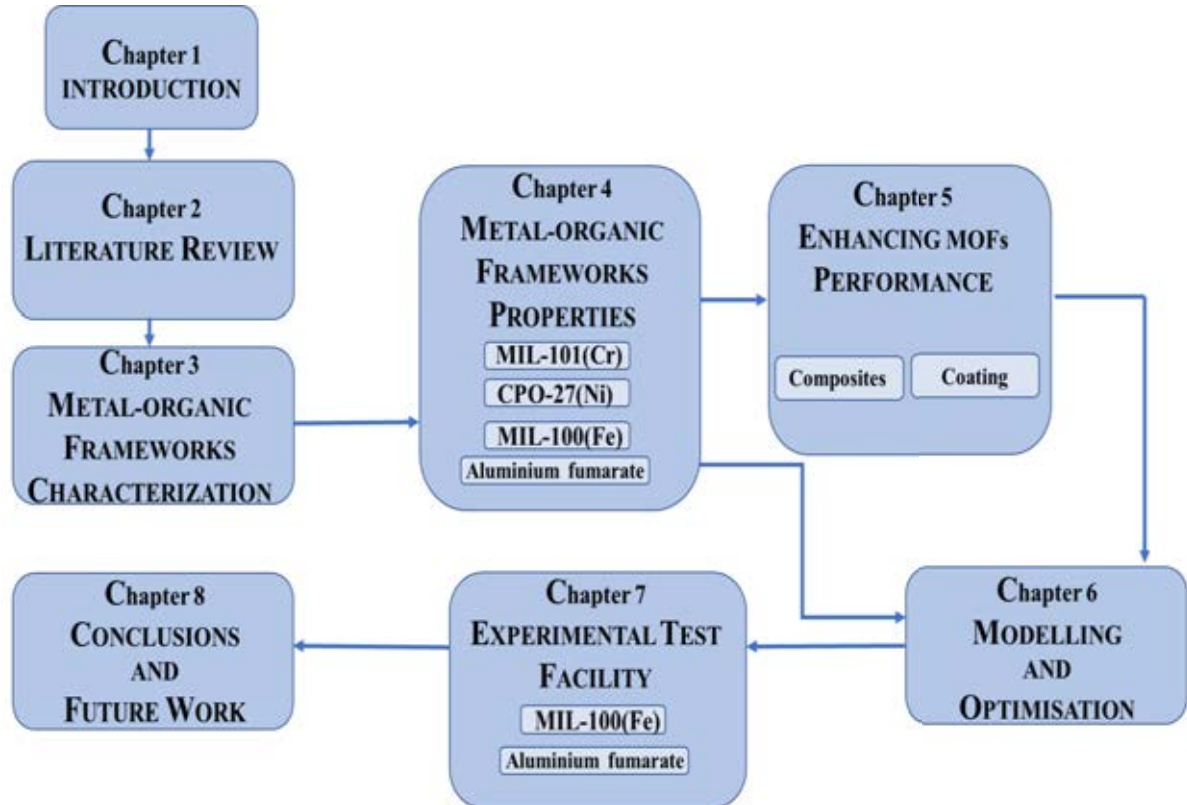 Chapter 1
INTRODUCTION
Chapter 2
LITERATURE REVIEW
Chapter 3
METAL-ORGANIC
FRAMEWORKS
CHARACTERIZATION
Chapter 4
METAL-ORGANIC
FRAMEWORKS
PROPERTIES
MIL-101(Cr)
CPO-27(Ni)
MIL-100(Fe)
Aluminium fumarate
Chapter 5
ENHANCING MOFs
PERFORMANCE
Composites
Coating
Chapter 6
MODELLING
AND
OPTIMISATION
Chapter 7
EXPERIMENTAL TEST
FACILITY
MIL-100(Fe)
Aluminium fumarate
Chapter 8
CONCLUSIONS
AND
FUTURE WORK